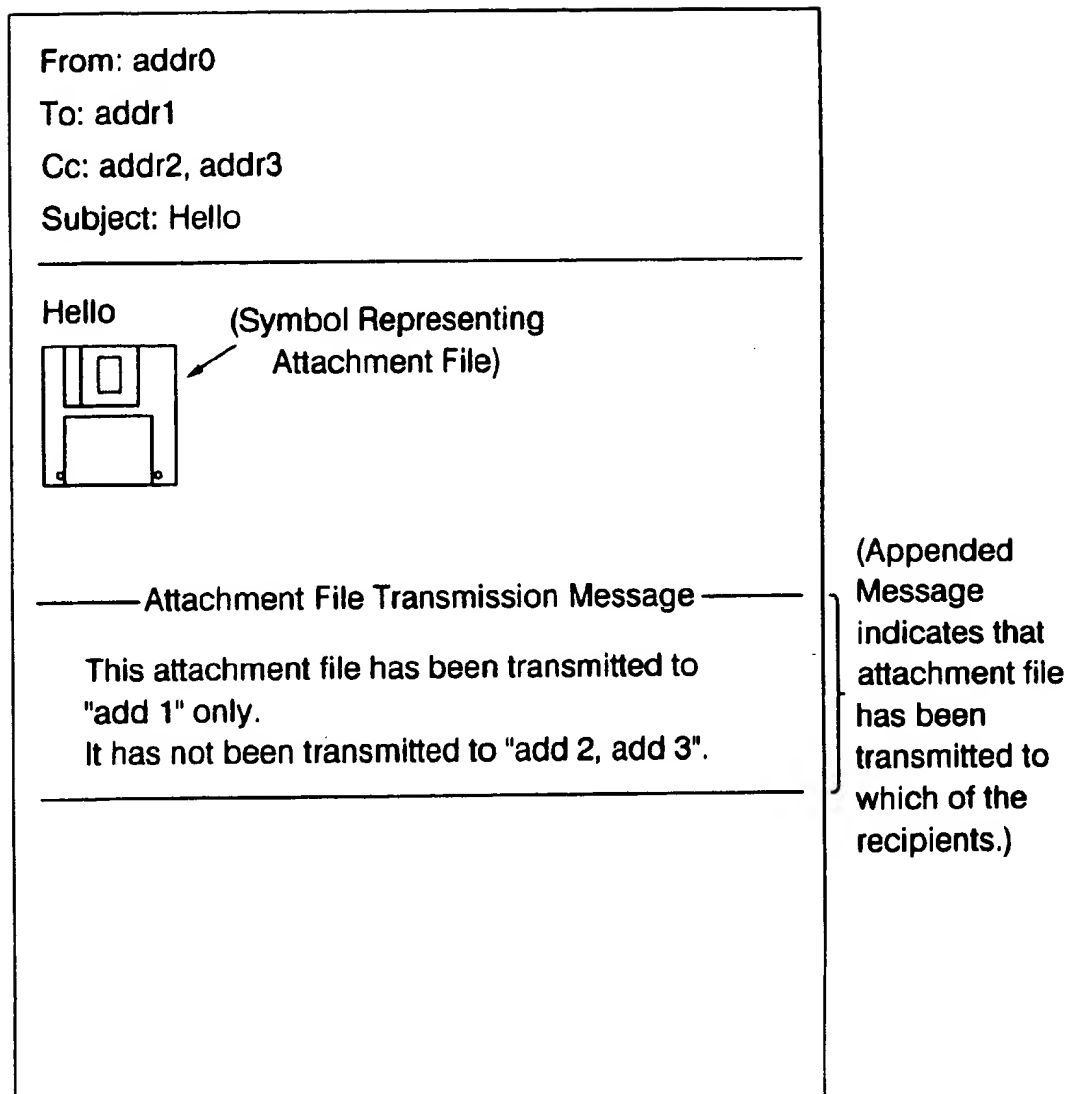 From: addr0
To: addr1
Cc: addr2, addr3
Subject: Hello
Hello
(Symbol Representing
Attachment File)
Attachment File Transmission Message
This attachment file has been transmitted to
"add 1" only.
It has not been transmitted to "add 2, add 3".
(Appended
Message
indicates that
attachment file
has been
transmitted to
which of the
recipients.)